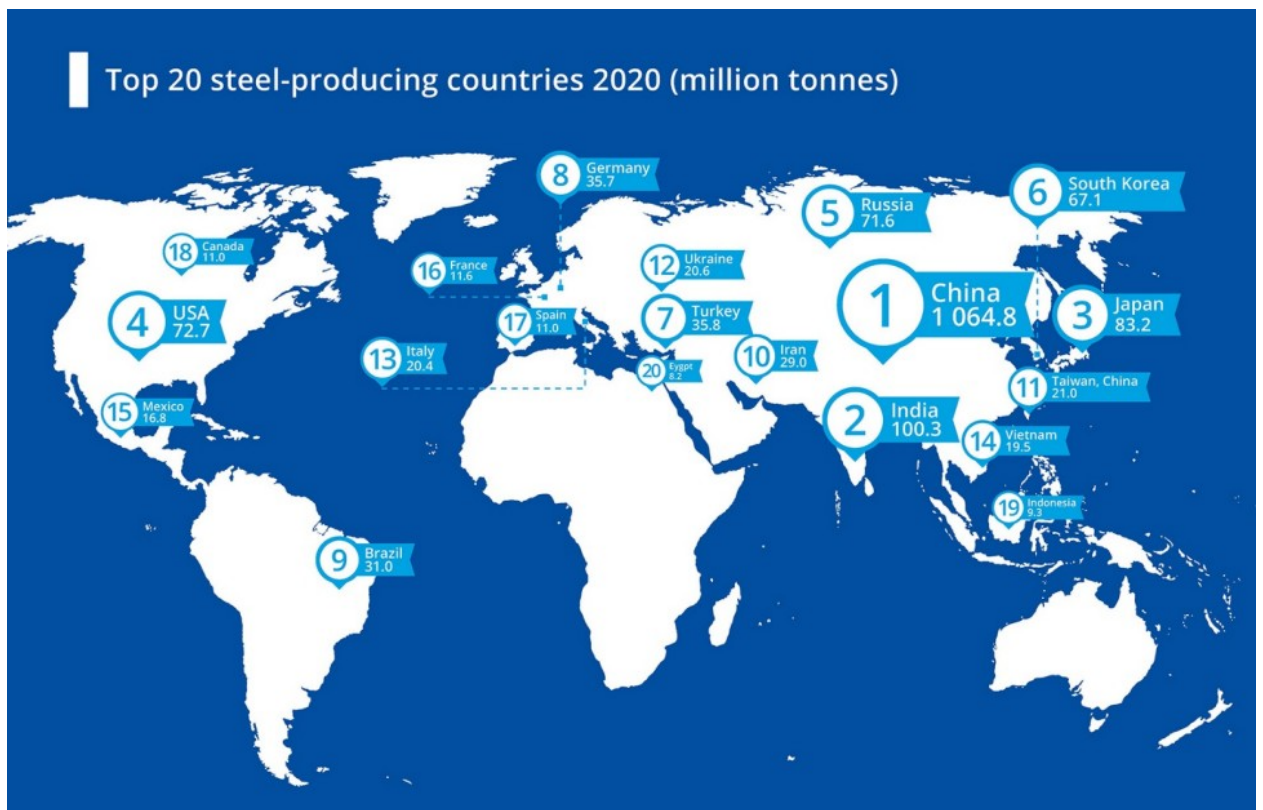 Top 20 steel-producing countries 2020 (million tonnes)
8
Germany
35.7
6
South Korea
67.1
5
Russia
71.6
18
Canada
11.0
16
France
11.6
12
Ukraine
20.6
1
China
1 064.8
3
Japan
83.2
4
USA
72.7
17
Spain
11.0
7
Turkey
35.8
13
Italy
20.4
10
Iran
29.0
20
Eygpt
8.2
11
Taiwan, China
21.0
15
Mexico
16.8
2
India
100.3
14
Vietnam
19.5
19
Indonesia
9.3
9
Brazil
31.0